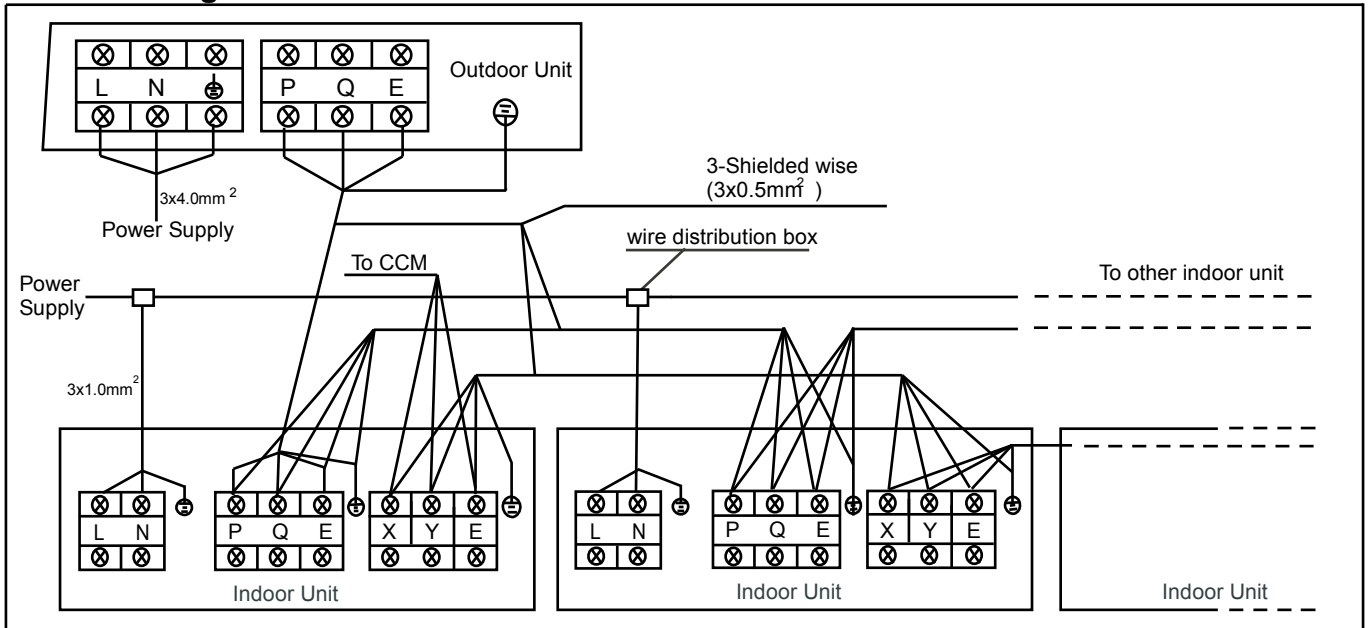 L N P Q E
Outdoor Unit
3x4.0mm 2
Power Supply
3-Shielded wise
(3x0.5mm2 )
wire distribution box
To CCM
To other indoor unit
Power
Supply
3x1.0mm2
L N P Q E X Y E
Indoor Unit
L N P Q E X Y E
Indoor Unit
Indoor Unit